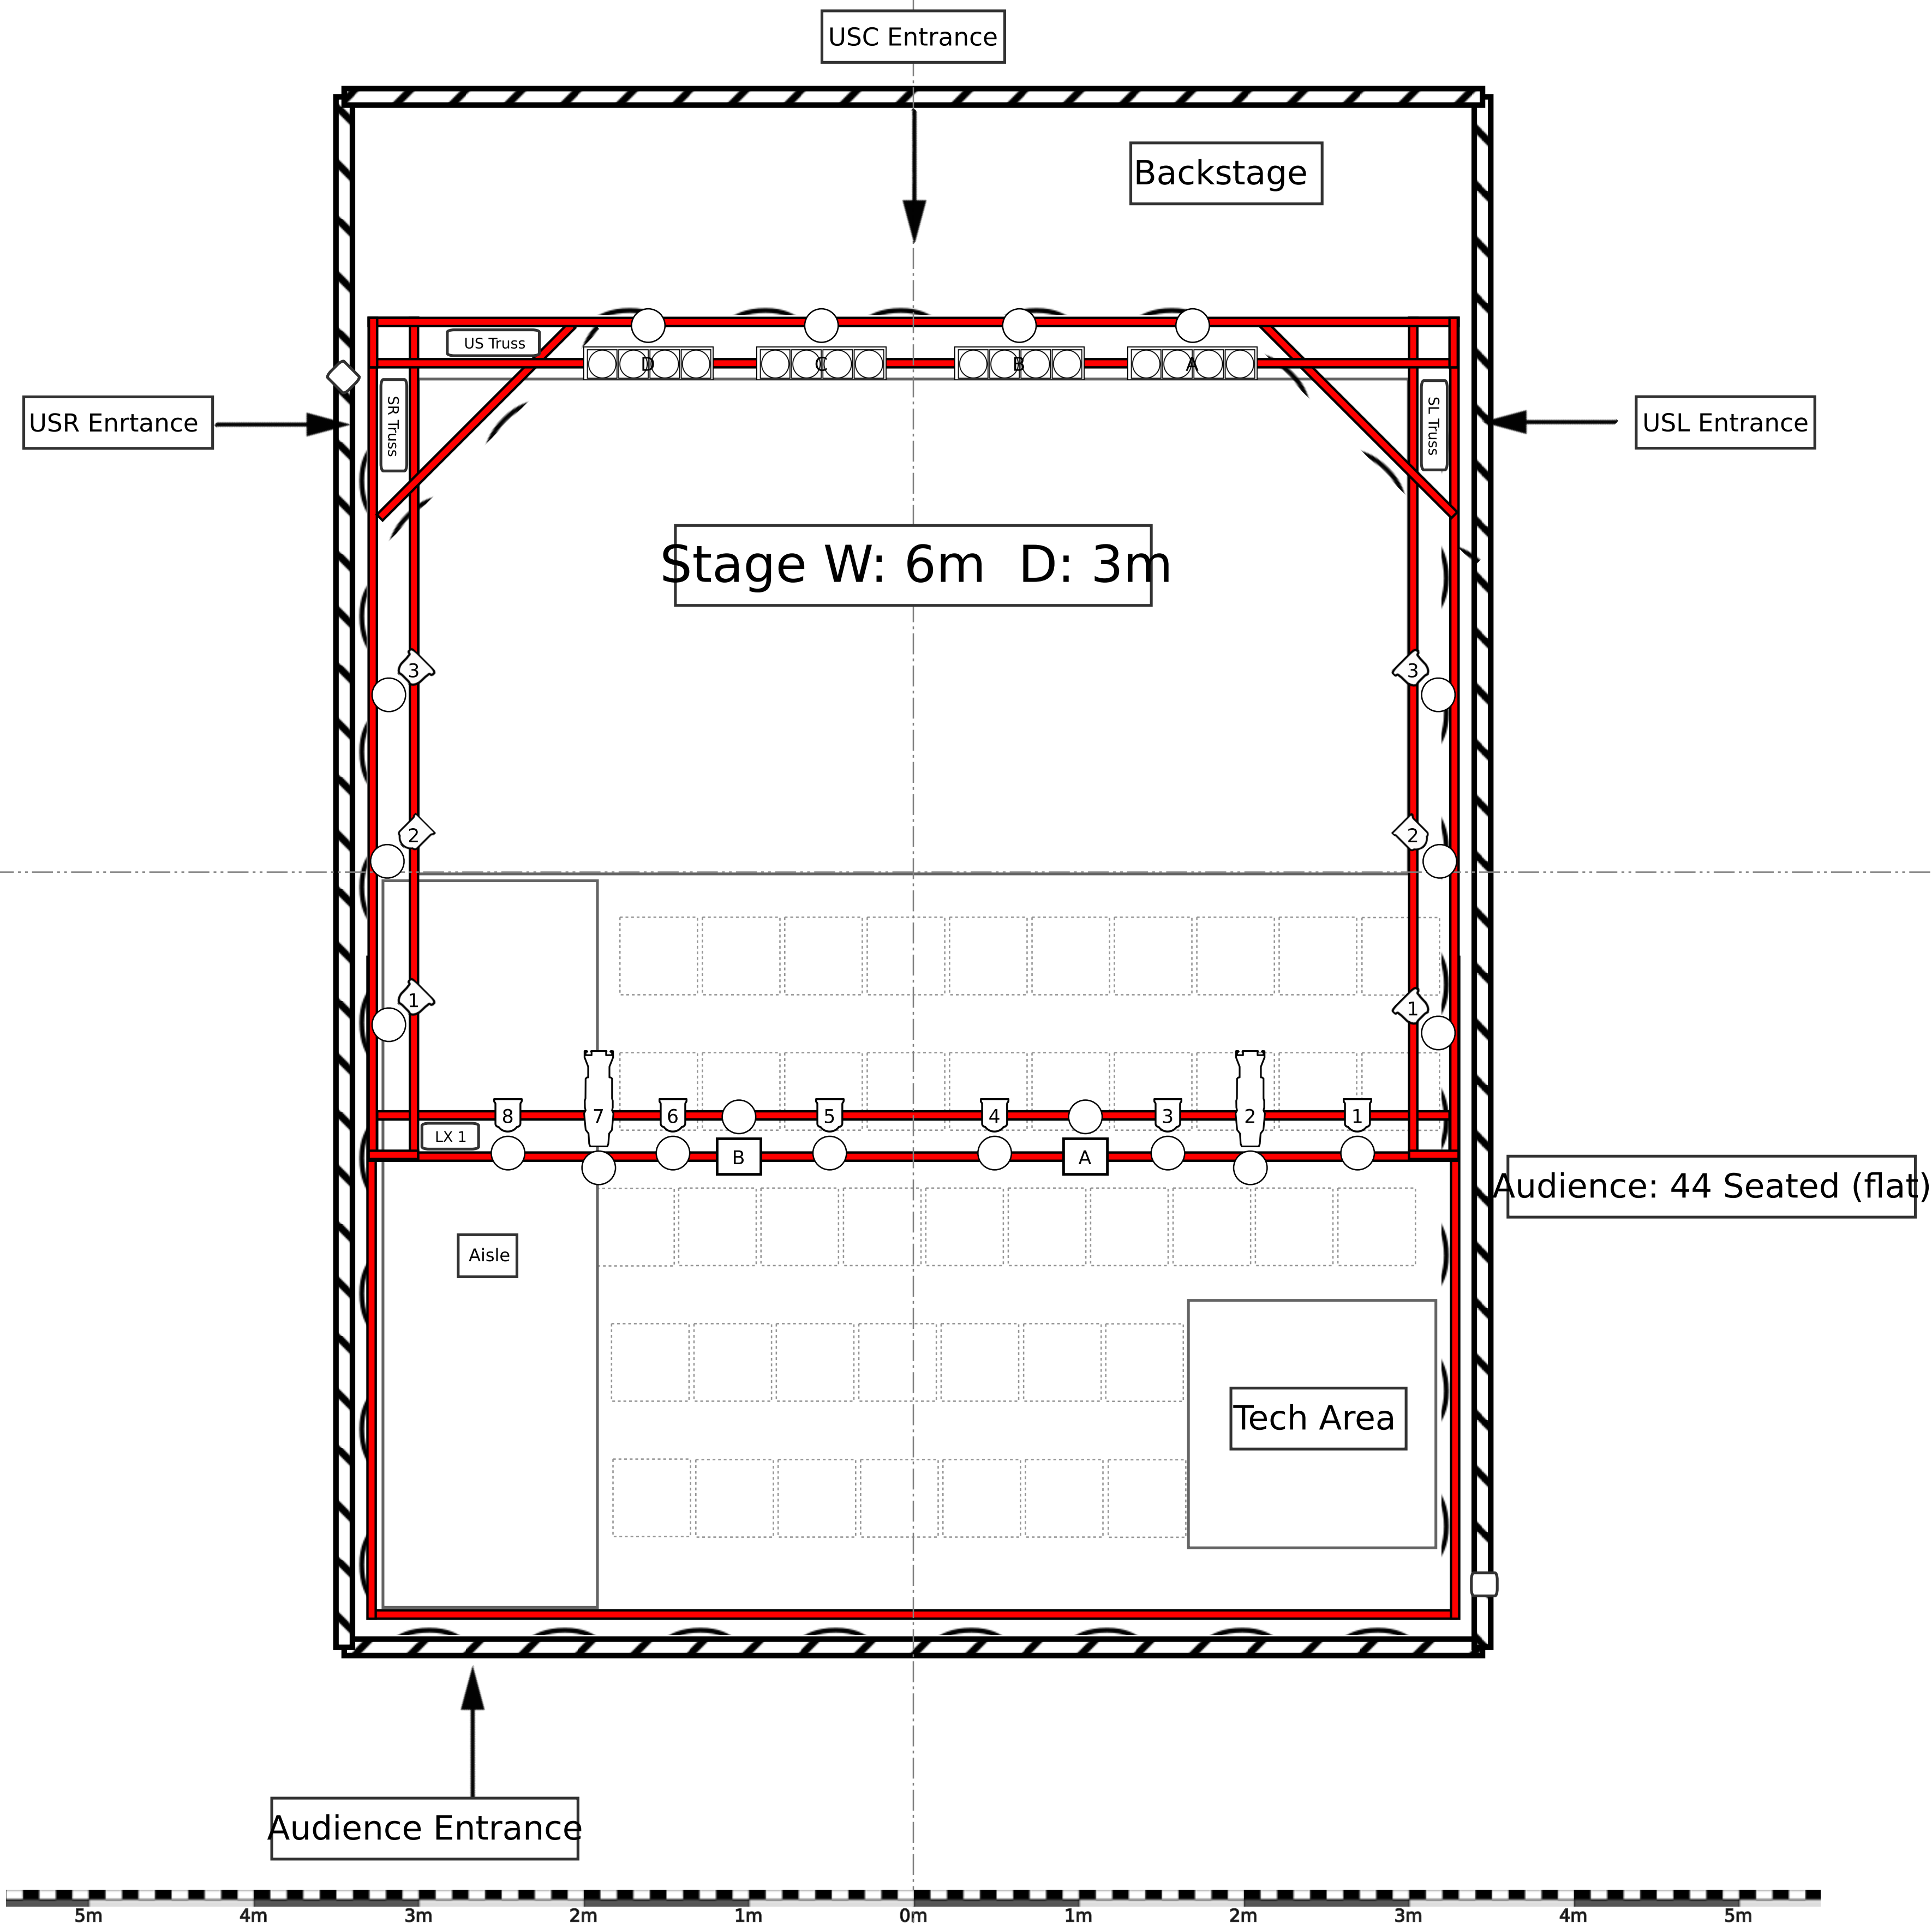 USC Entrance
Backstage
US Truss
D
C
B
A
USR Enrtance
SR Truss
SL Truss
USL Entrance
Stage W: 6m  D: 3m
3
3
2
2
1
1
8
7
6
5
4
3
2
1
LX 1
B
A
Audience: 44 Seated (flat)
Aisle
Tech Area
Audience Entrance
5m 4m 3m 2m 1m 0m 1m 2m 3m 4m 5m